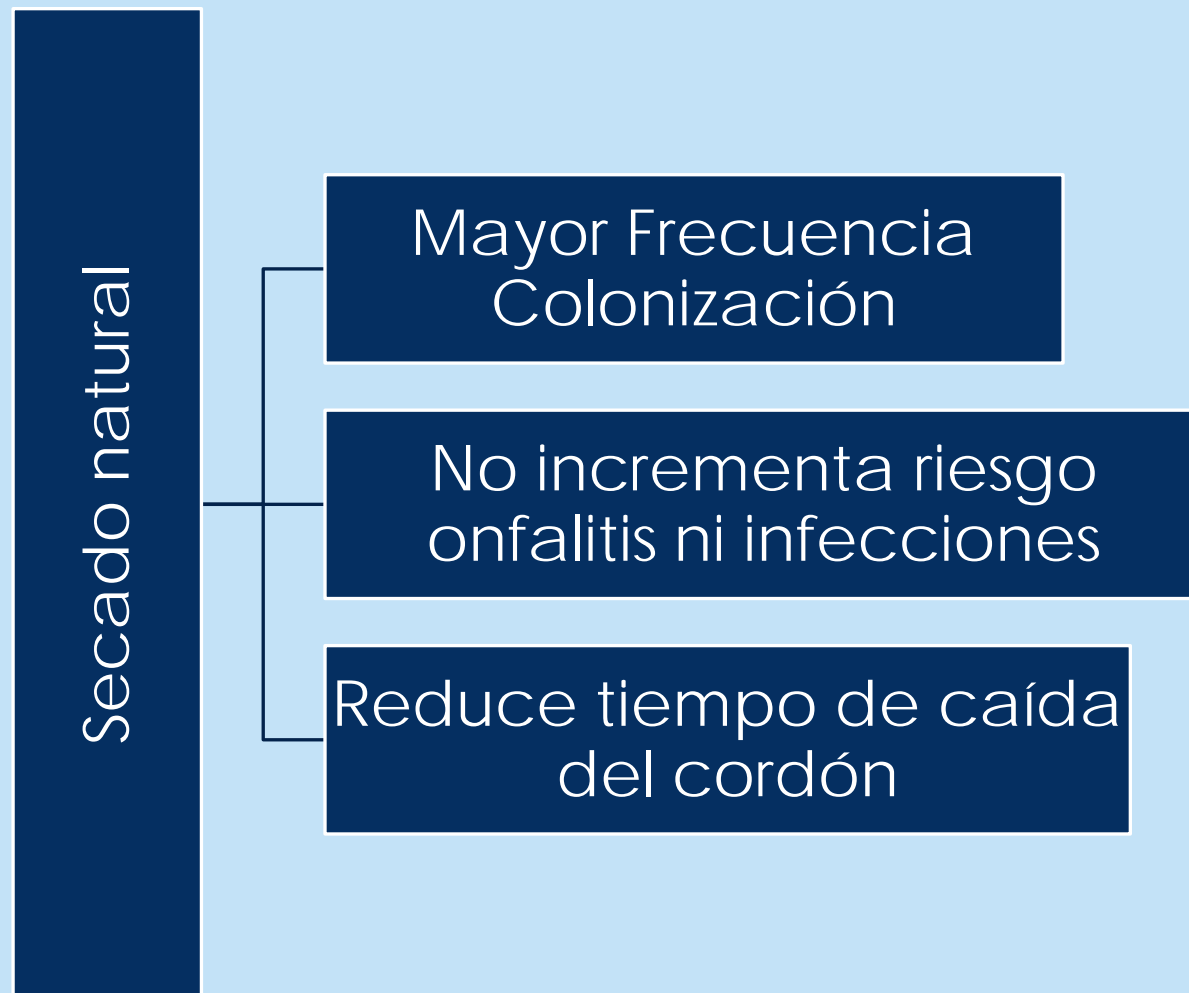 Secado natural
Mayor Frecuencia
Colonización
No incrementa riesgo
onfalitis ni infecciones
Reduce tiempo de caída
del cordón